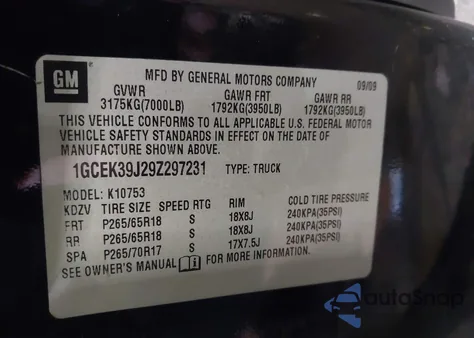 GM
MFD BY GENERAL MOTORS COMPANY 09/09
GVWR GAWR FRT GAWR RR
3175KG(7000LB) 1792KG(3950LB) 1792KG(3950LB)
THIS VEHICLE CONFORMS TO ALL APPLICABLE U.S. FEDERAL MOTOR
VEHICLE SAFETY STANDARDS IN EFFECT ON THE DATE OF
MANUFACTURE SHOWN ABOVE.
1GCEK39J29Z297231 TYPE: TRUCK
MODEL: K10753
KDZV TIRE SIZE SPEED RTG RIM COLD TIRE PRESSURE
FRT P265/65R18 S 18X8J 240KPA(35PSI)
RR P265/65R18 S 18X8J 240KPA(35PSI)
SPA P265/70R17 S 17X7.5J 240KPA(35PSI)
SEE OWNER'S MANUAL FOR MORE INFORMATION.
autoSnap